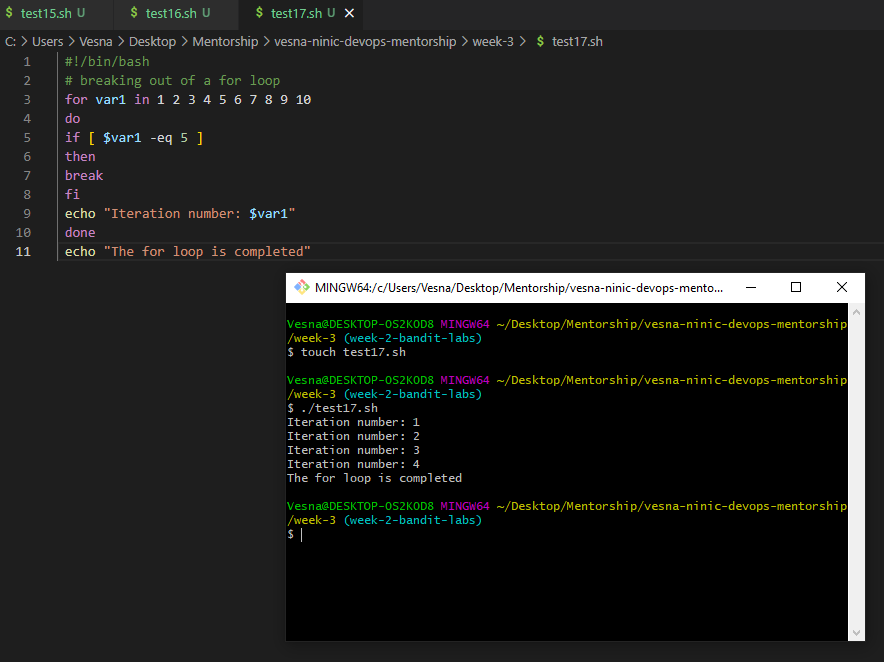 $ test15.sh U $ test16.sh U $ test17.sh U
C: > Users > Vesna > Desktop > Mentorship > vesna-ninic-devops-mentorship > week-3 > $ test17.sh
1 #!/bin/bash
2 # breaking out of a for loop
3 for var1 in 1 2 3 4 5 6 7 8 9 10
4 do
5 if [ $var1 -eq 5 ]
6 then
7 break
8 fi
9 echo "Iteration number: $var1"
10 done
11 echo "The for loop is completed"
MINGW64:/c/Users/Vesna/Desktop/Mentorship/vesna-ninic-devops-mento...
Vesna@DESKTOP-OS2KOD8 MINGW64 ~/Desktop/Mentorship/vesna-ninic-devops-mentorship
/week-3 (week-2-bandit-labs)
$ touch test17.sh
Vesna@DESKTOP-OS2KOD8 MINGW64 ~/Desktop/Mentorship/vesna-ninic-devops-mentorship
/week-3 (week-2-bandit-labs)
$ ./test17.sh
Iteration number: 1
Iteration number: 2
Iteration number: 3
Iteration number: 4
The for loop is completed
Vesna@DESKTOP-OS2KOD8 MINGW64 ~/Desktop/Mentorship/vesna-ninic-devops-mentorship
/week-3 (week-2-bandit-labs)
$